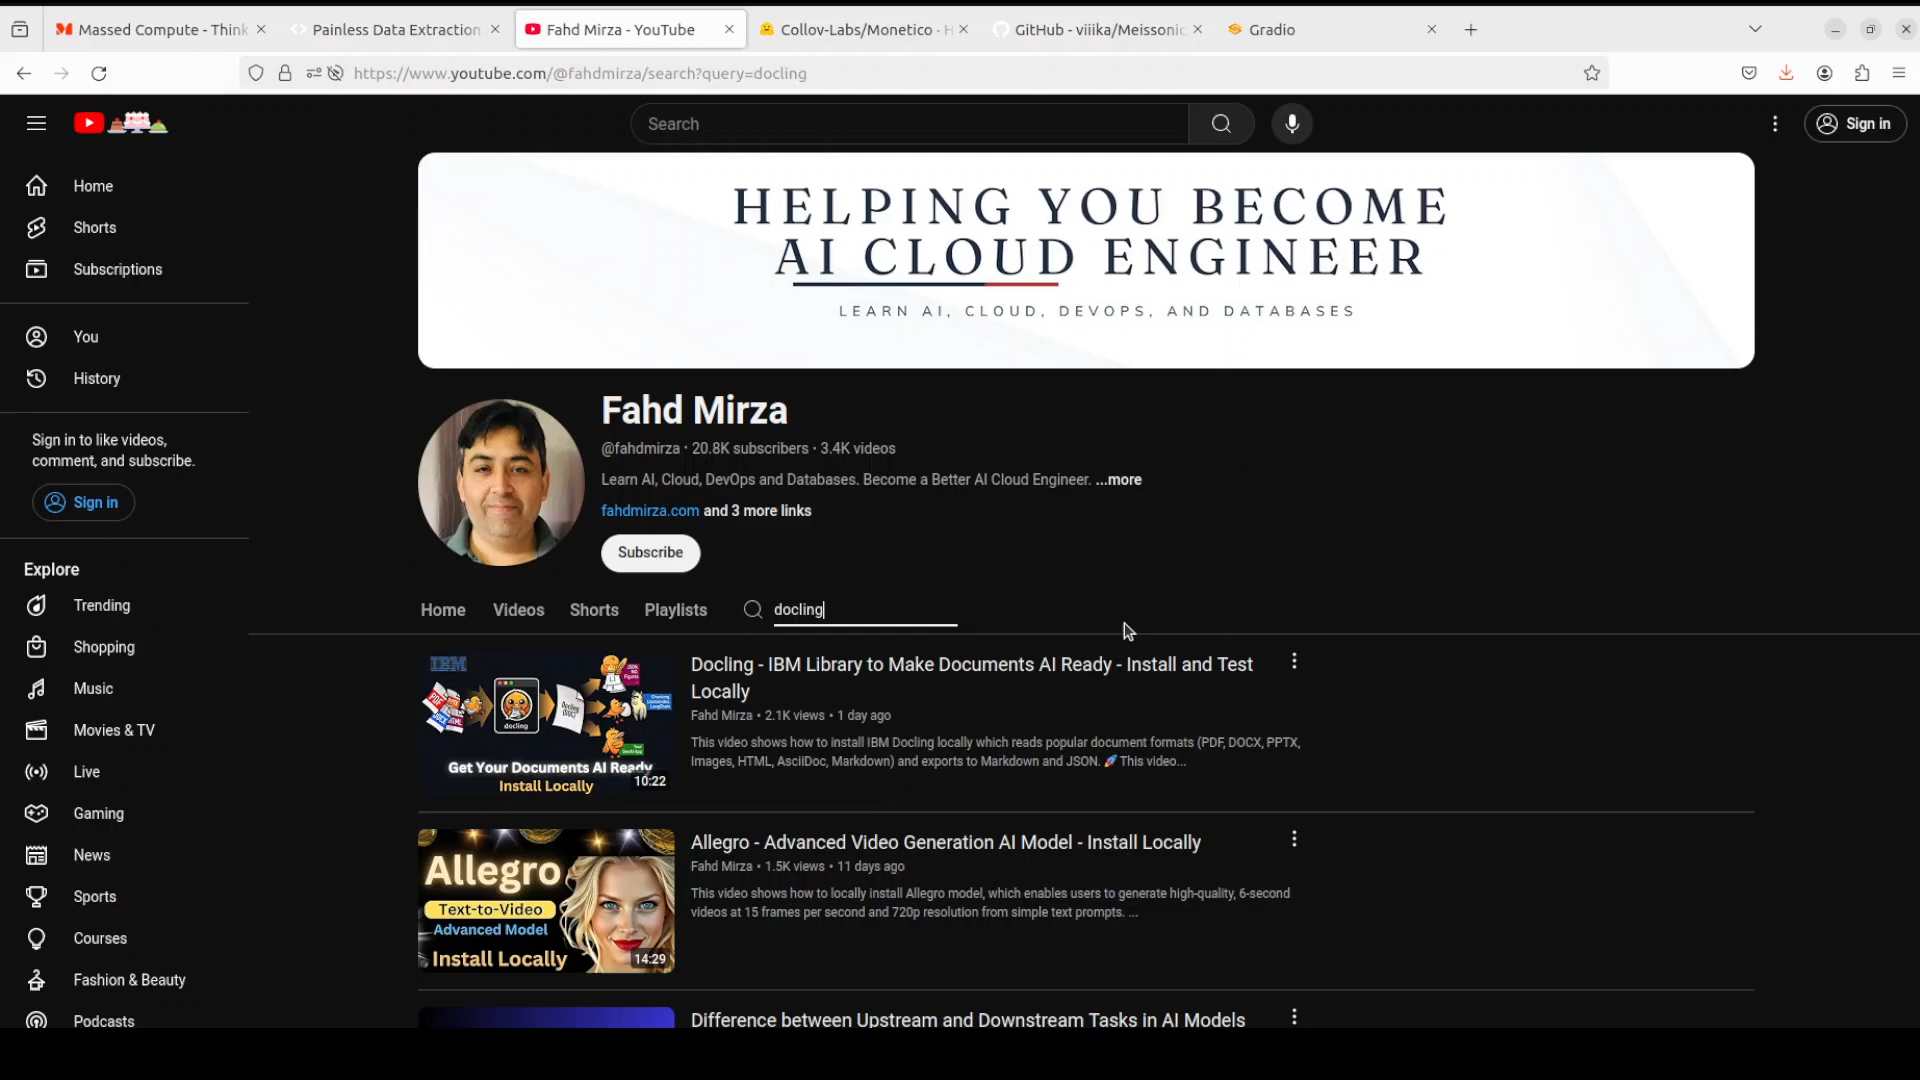 Massed Compute - Think
Painless Data Extraction
Fahd Mirza - YouTube
Collov-Labs/Monetico · H
GitHub - viiika/Meissonic:
Gradio
https://www.youtube.com/@fahdmirza/search?query=docling
Search
Sign in
Home
Shorts
Subscriptions
You
History
Sign in to like videos,
comment, and subscribe.
Sign in
Explore
Trending
Shopping
Music
Movies & TV
Live
Gaming
News
Sports
Courses
Fashion & Beauty
Podcasts
HELPING YOU BECOME
AI CLOUD ENGINEER
LEARN AI, CLOUD, DEVOPS, AND DATABASES
Fahd Mirza
@fahdmirza · 20.8K subscribers · 3.4K videos
Learn AI, Cloud, DevOps and Databases. Become a Better AI Cloud Engineer. ...more
fahdmirza.com and 3 more links
Subscribe
Home Videos Shorts Playlists docling
IBM
docling
Get Your Documents AI Ready
Install Locally
10:22
Docling - IBM Library to Make Documents AI Ready - Install and Test
Locally
Fahd Mirza • 2.1K views • 1 day ago
This video shows how to install IBM Docling locally which reads popular document formats (PDF, DOCX, PPTX,
Images, HTML, AsciiDoc, Markdown) and exports to Markdown and JSON. 🚀 This video...
Allegro
Text-to-Video
Advanced Model
Install Locally
14:29
Allegro - Advanced Video Generation AI Model - Install Locally
Fahd Mirza • 1.5K views • 11 days ago
This video shows how to locally install Allegro model, which enables users to generate high-quality, 6-second
videos at 15 frames per second and 720p resolution from simple text prompts. ...
Difference between Upstream and Downstream Tasks in AI Models